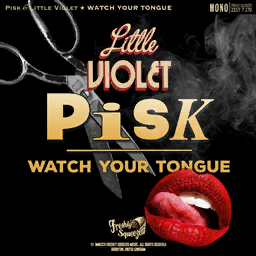 Pisk & Little Violet ★ WATCH YOUR TONGUE
MONO
Little
VIOLET
PiSK
WATCH YOUR TONGUE
Freshly
Squeezed